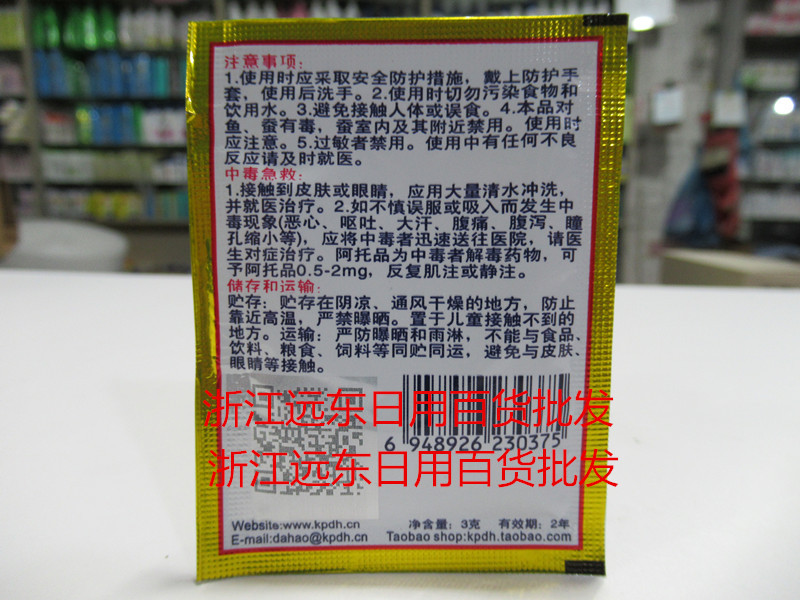 注意事项:
1.使用时应采取安全防护措施，戴上防护手
套，使用后洗手。2.使用时切勿污染食物和
饮用水。3.避免接触人体或误食。4.本品对
鱼、蚕有毒，蚕室内及其附近禁用。使用时
应注意。5.过敏者禁用。使用中有任何不良
反应请及时就医。
中毒急救:
1.接触到皮肤或眼睛，应用大量清水冲洗，
并就医治疗。2.如不慎误服或吸入而发生中
毒现象(恶心、呕吐、大汗、腹痛、腹泻、瞳
孔缩小等)，应将中毒者迅速送往医院，请医
生对症治疗。阿托品为中毒者解毒药物，可
予阿托品0.5-2mg，反复肌注或静注。
储存和运输:
贮存: 贮存在阴凉、通风干燥的地方，防止
靠近高温，严禁曝晒。置于儿童接触不到的
地方。运输: 严防曝晒和雨淋，不能与食品、
饮料、粮食、饲料等同贮同运，避免与皮肤、
眼睛等接触。
浙江远东日用百货批发
6 948926 230375
浙江远东日用百货批发
Website:www.kpdh.cn 净含量: 3克 有效期: 2年
E-mail:dahao@kpdh.cn Taobao shop:kpdh.taobao.com